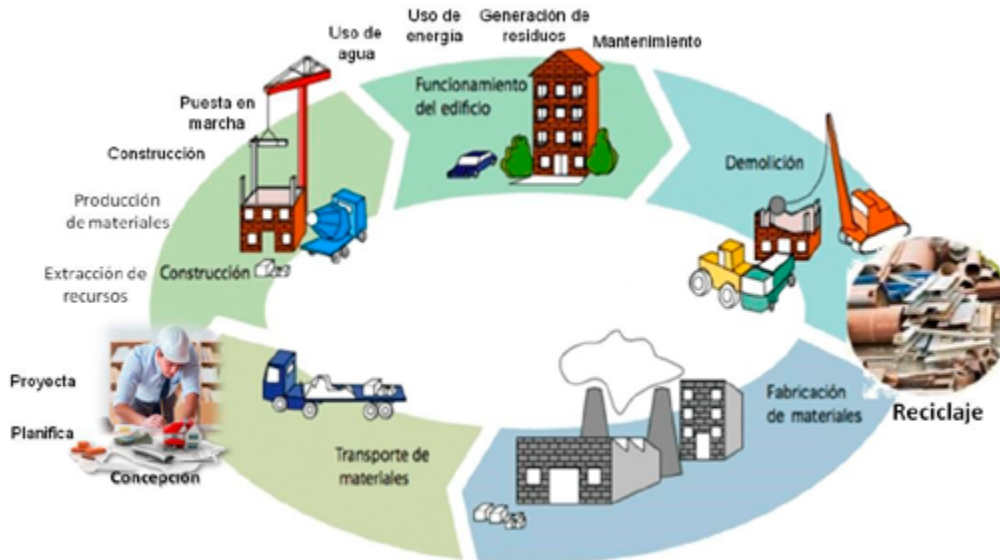 Uso de
agua
Uso de
energía
Generación de
residuos
Mantenimiento
Puesta en
marcha
Construcción
Producción
de materiales
Extracción de
recursos
Proyecta
Planifica
Concepción
Construcción
Funcionamiento
del edificio
Demolición
Reciclaje
Fabricación
de materiales
Transporte de
materiales